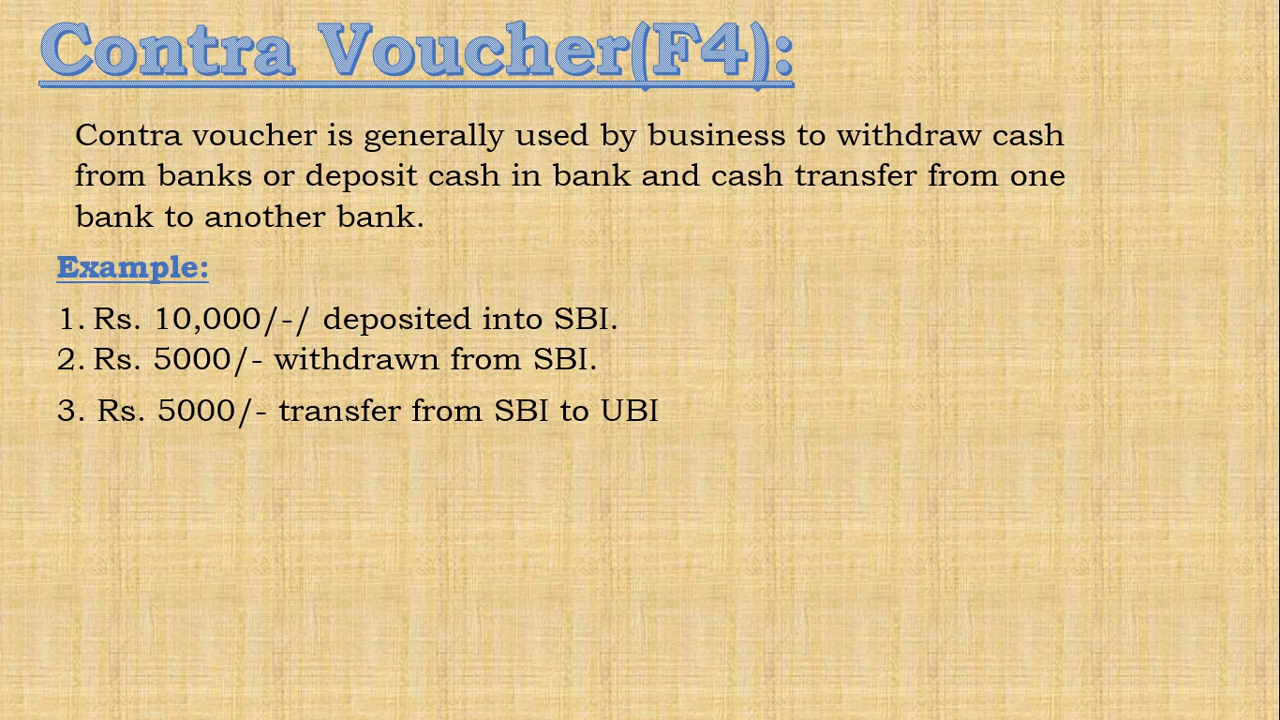 Contra Voucher(F4):
Contra voucher is generally used by business to withdraw cash
from banks or deposit cash in bank and cash transfer from one
bank to another bank.
Example:
1. Rs. 10,000/-/ deposited into SBI.
2. Rs. 5000/- withdrawn from SBI.
3. Rs. 5000/- transfer from SBI to UBI